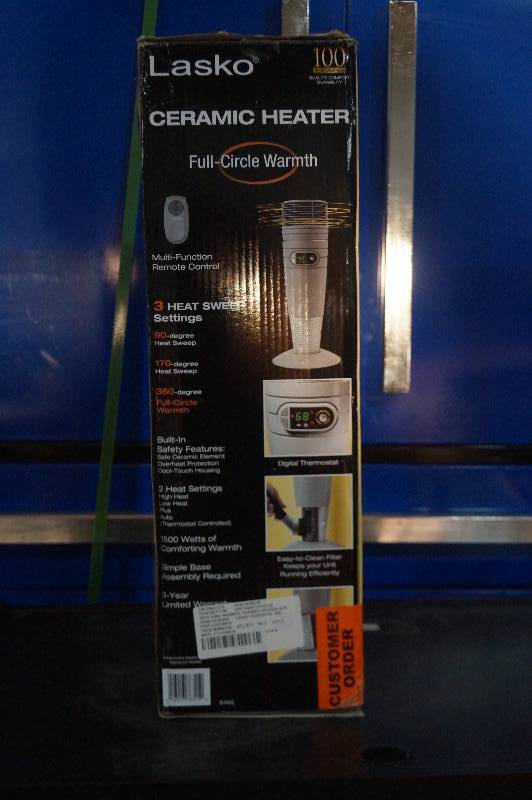 Lasko®
100
CERAMIC HEATER
Full-Circle Warmth
Multi-Function
Remote Control
3 HEAT SWEEP
Settings
90-degree
Heat Sweep
170-degree
Heat Sweep
360-degree
Full-Circle
Warmth
68
Digital Thermostat
Built-In
Safety Features:
Safe Ceramic Element
Overheat Protection
Cool-Touch Housing
2 Heat Settings
High Heat
Low Heat
Plus
Auto
(Thermostat Controlled)
1500 Watts of
Comforting Warmth
Easy-to-Clean Filter
Keeps your Unit
Running Efficiently
Simple Base
Assembly Required
-Year
Limited
CUSTOMER
ORDER
6462